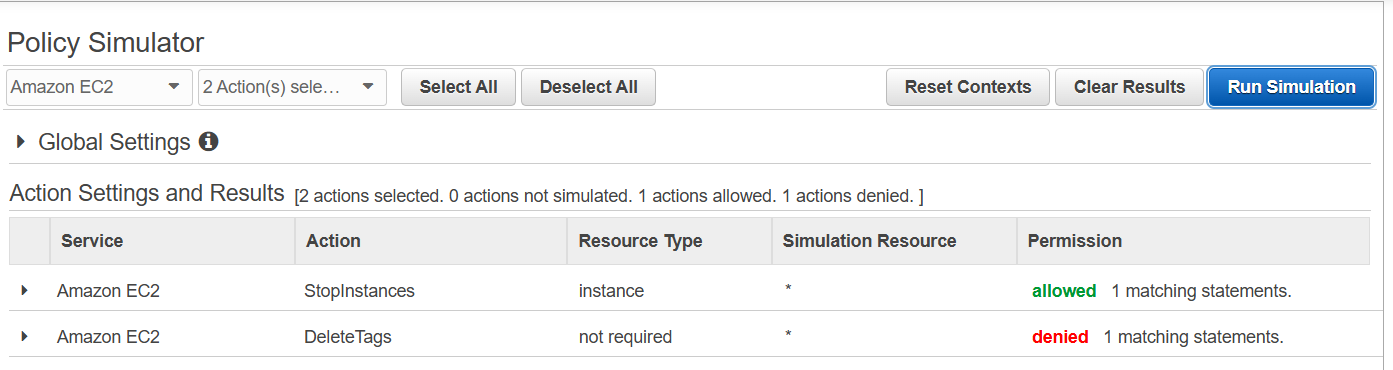 Policy Simulator
Amazon EC2 2 Action(s) sele... Select All Deselect All Reset Contexts Clear Results Run Simulation
Global Settings
Action Settings and Results [2 actions selected. 0 actions not simulated. 1 actions allowed. 1 actions denied. ]
Service Action Resource Type Simulation Resource Permission
Amazon EC2 StopInstances instance * allowed 1 matching statements.
Amazon EC2 DeleteTags not required * denied 1 matching statements.